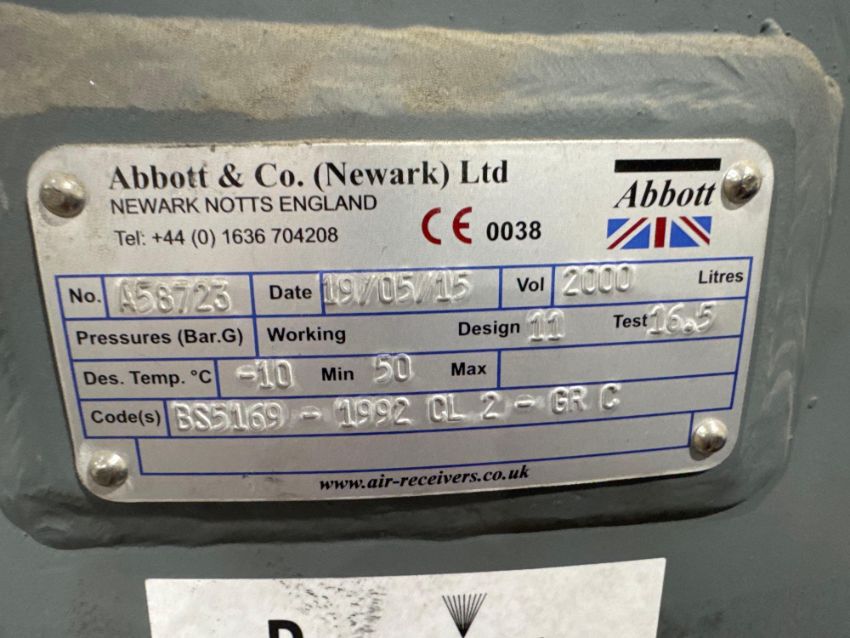 Abbott & Co. (Newark) Ltd
NEWARK NOTTS ENGLAND
Tel: +44 (0) 1636 704208
CE 0038
Abbott
No. A58723 Date 19/05/15 Vol 2000 Litres
Pressures (Bar.G) Working Design 11 Test 16.5
Des. Temp. °C -10 Min 50 Max
Code(s) BS5169 - 1992 CL 2 - GR C
www.air-receivers.co.uk